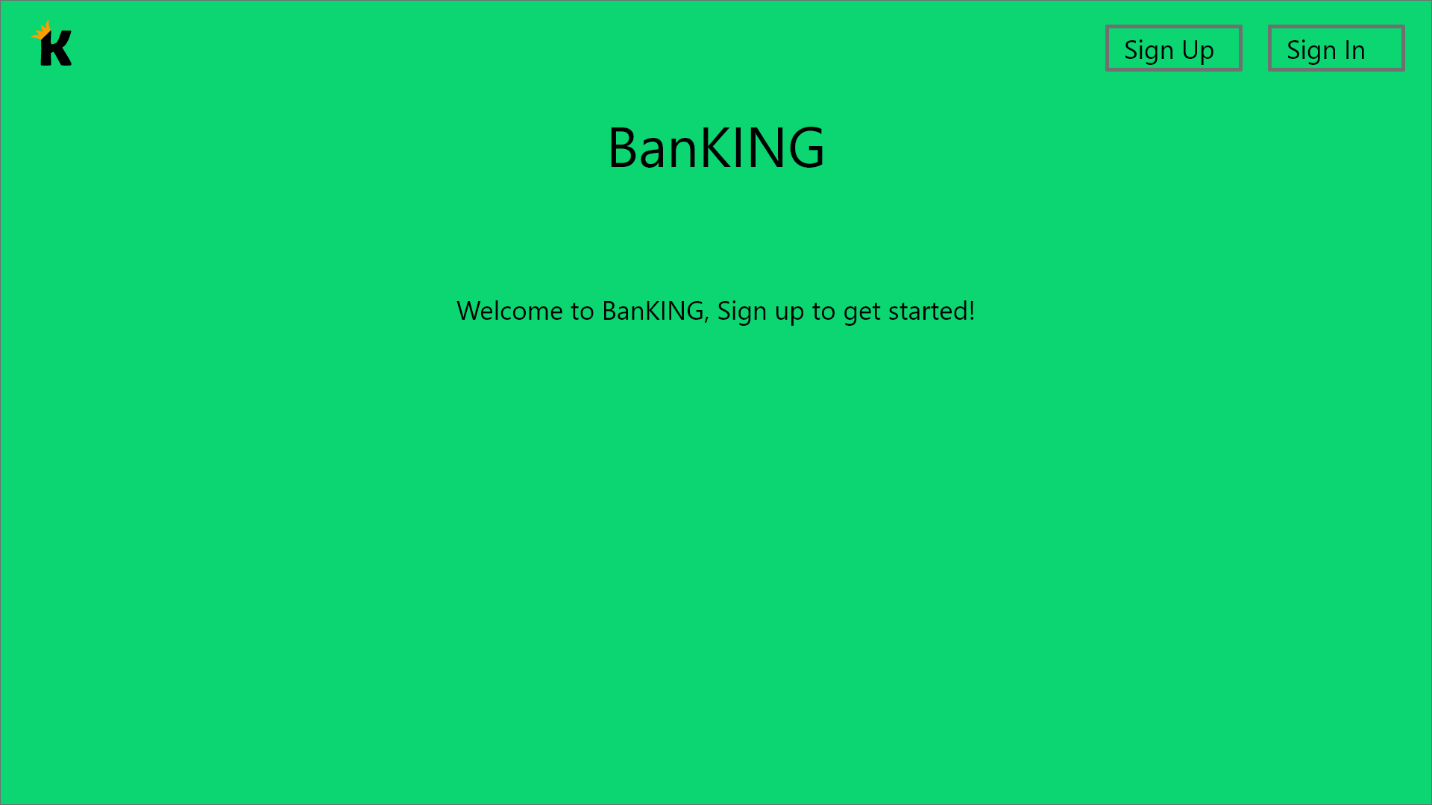 K
Sign Up
Sign In
BanKING
Welcome to BanKING, Sign up to get started!